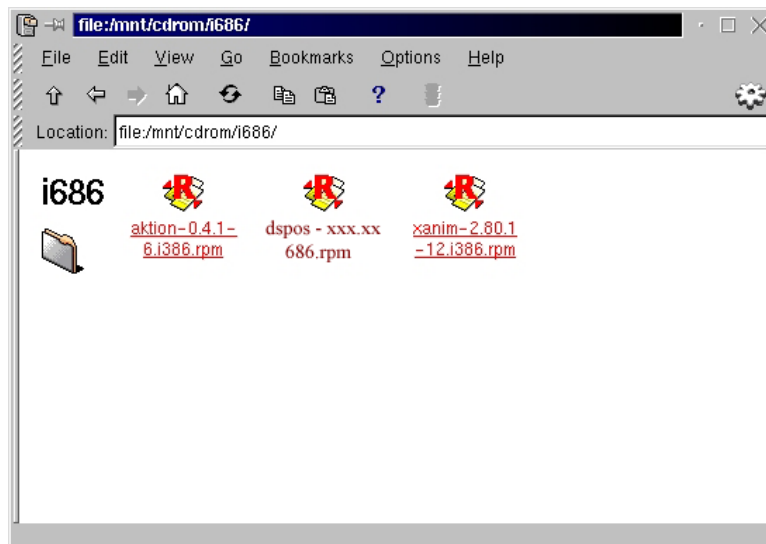 file:/mnt/cdrom/i686/
File Edit View Go Bookmarks Options Help
?
Location: file:/mnt/cdrom/i686/
i686
R
R
R
aktion-0.4.1-
6.i386.rpm
dspos - xxx.xx
686.rpm
xanim-2.80.1
-12.i386.rpm